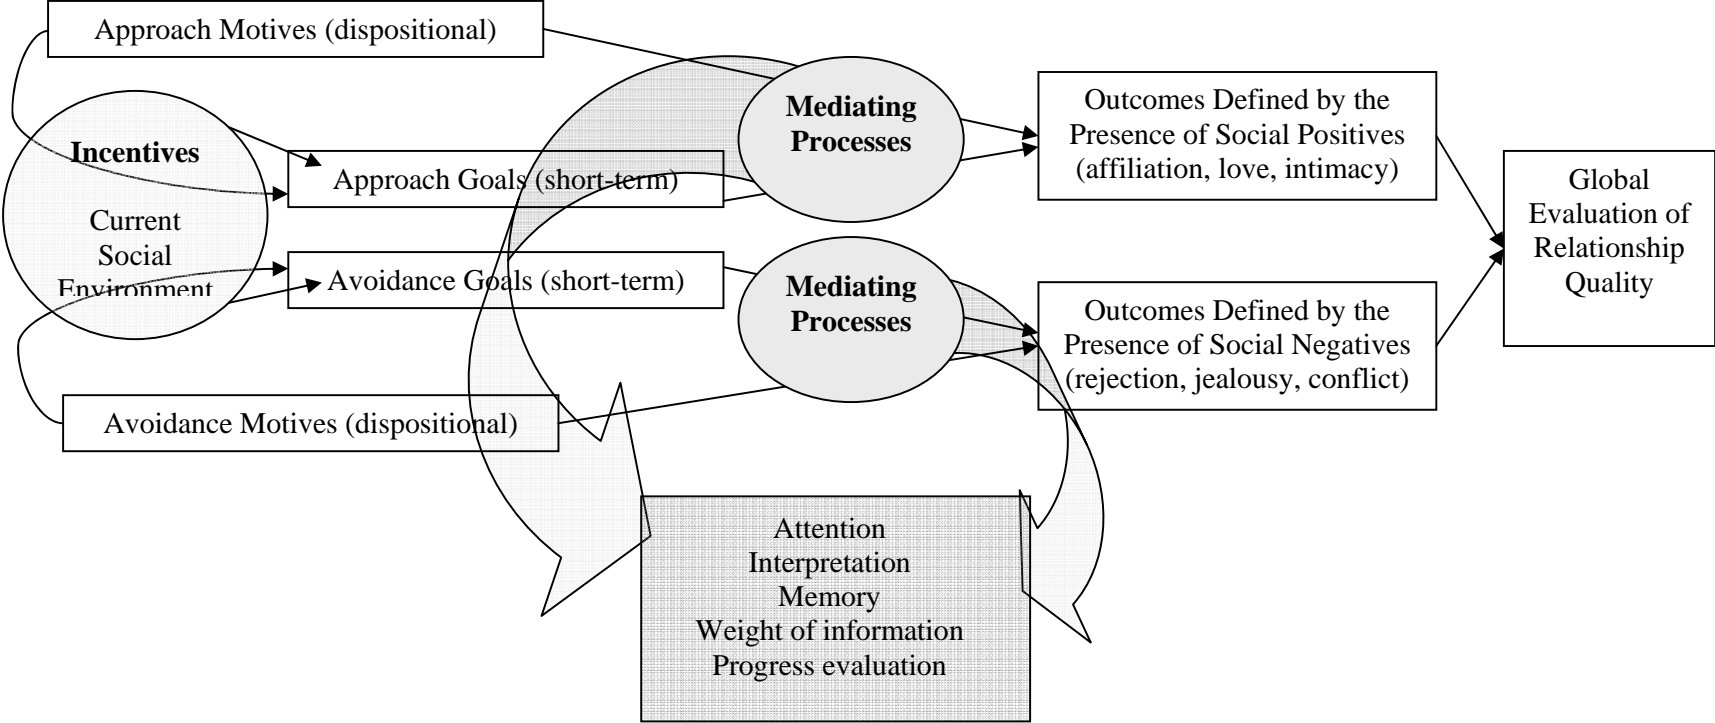 Approach Motives (dispositional)
Incentives
Current
Social
Environment
Approach Goals (short-term)
Avoidance Goals (short-term)
Avoidance Motives (dispositional)
Mediating
Processes
Mediating
Processes
Outcomes Defined by the
Presence of Social Positives
(affiliation, love, intimacy)
Outcomes Defined by the
Presence of Social Negatives
(rejection, jealousy, conflict)
Global
Evaluation of
Relationship
Quality
Attention
Interpretation
Memory
Weight of information
Progress evaluation